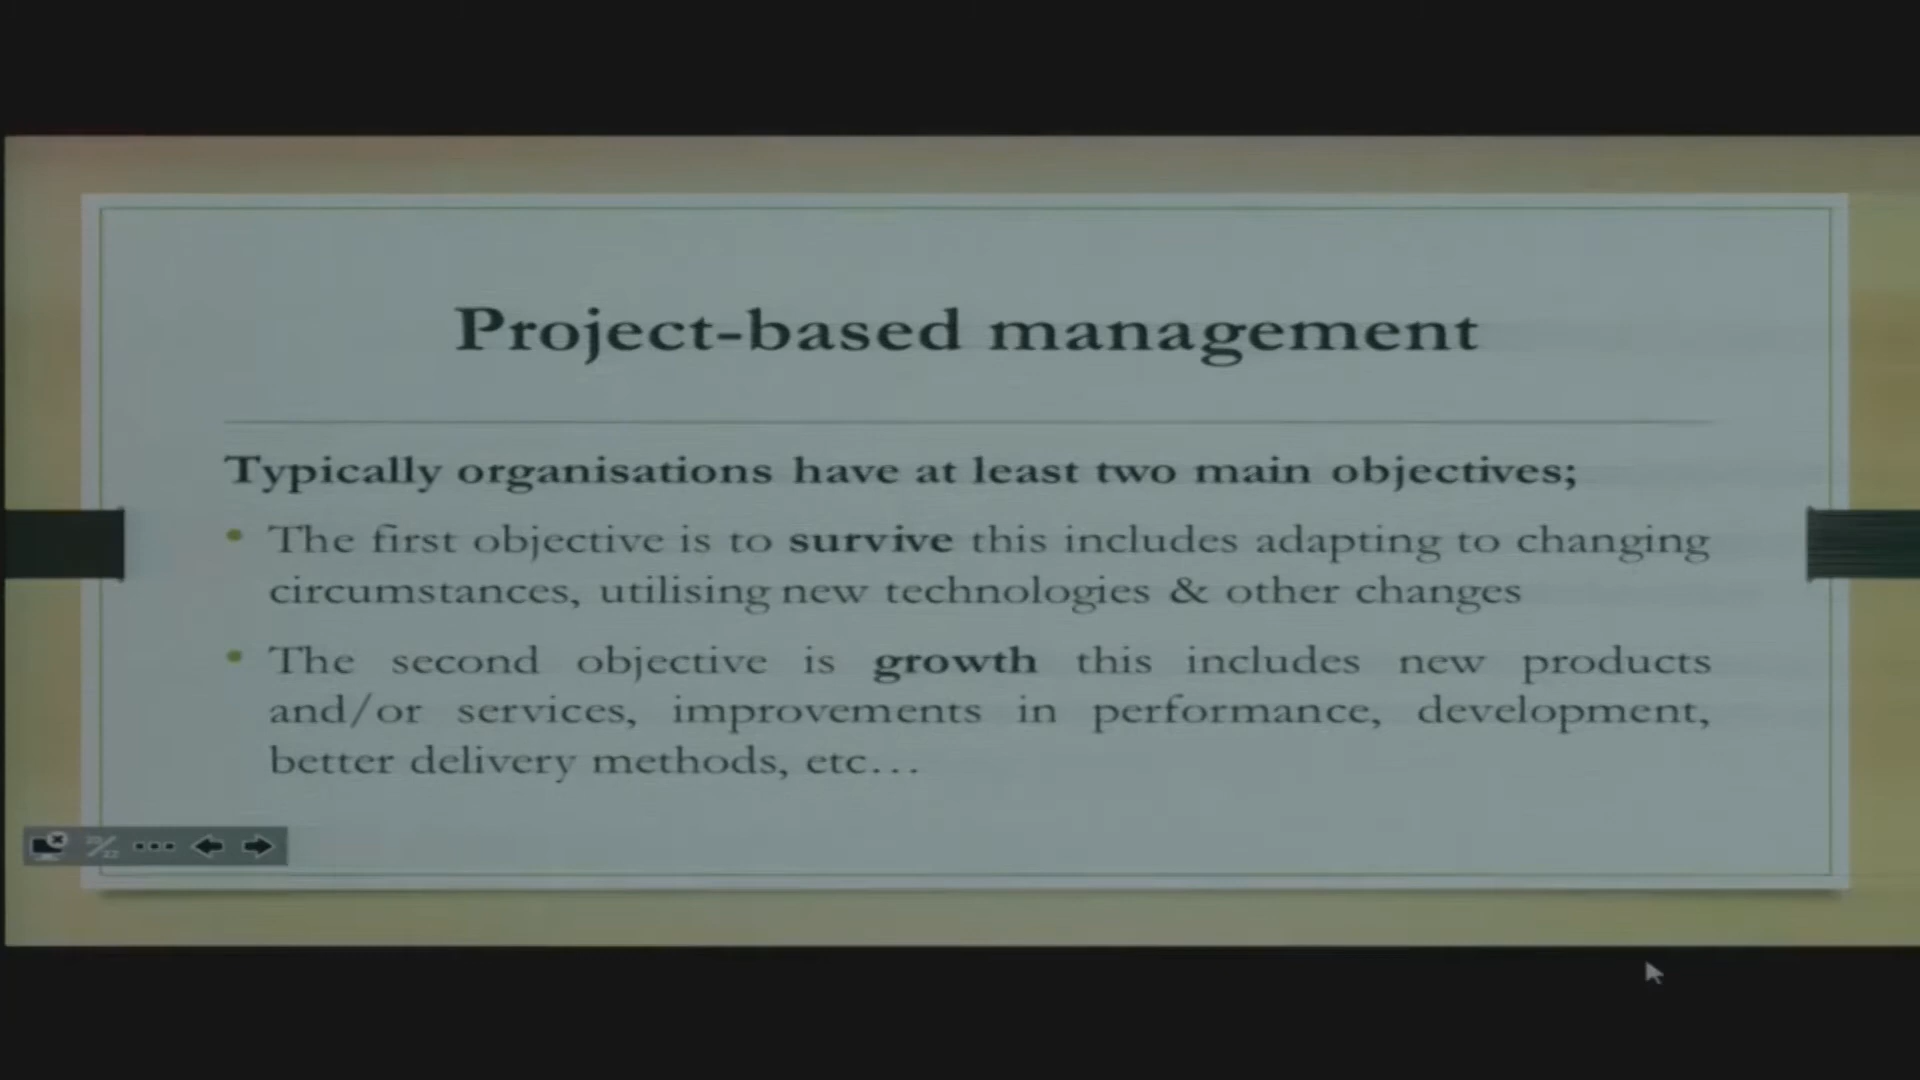 Project-based management
Typically organisations have at least two main objectives;
• The first objective is to survive this includes adapting to changing
circumstances, utilising new technologies & other changes
• The second objective is growth this includes new products
and/or services, improvements in performance, development,
better delivery methods, etc…